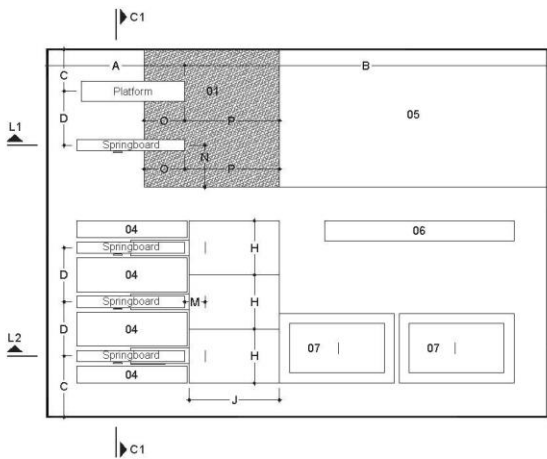 C1
A B
C
Platform 01
05
D O P
L1
Springboard N
O P
04 H 06
Springboard
D 04
Springboard M H
D 04 07 07
L2
Springboard H
C 04
J
C1